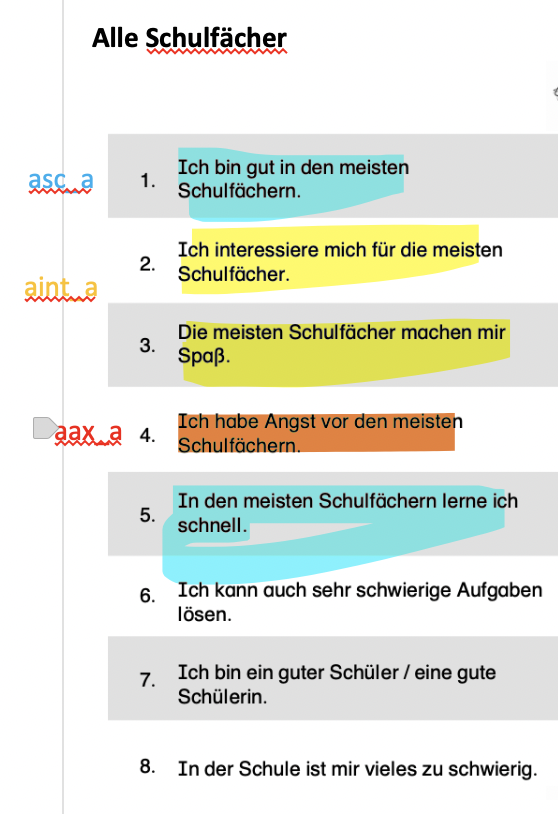 Alle Schulfächer
asc_a
1. Ich bin gut in den meisten
Schulfächern.
2. Ich interessiere mich für die meisten
Schulfächer.
aint_a
3. Die meisten Schulfächer machen mir
Spaß.
aax_a
4. Ich habe Angst vor den meisten
Schulfächern.
5. In den meisten Schulfächern lerne ich
schnell.
6. Ich kann auch sehr schwierige Aufgaben
lösen.
7. Ich bin ein guter Schüler / eine gute
Schülerin.
8. In der Schule ist mir vieles zu schwierig.